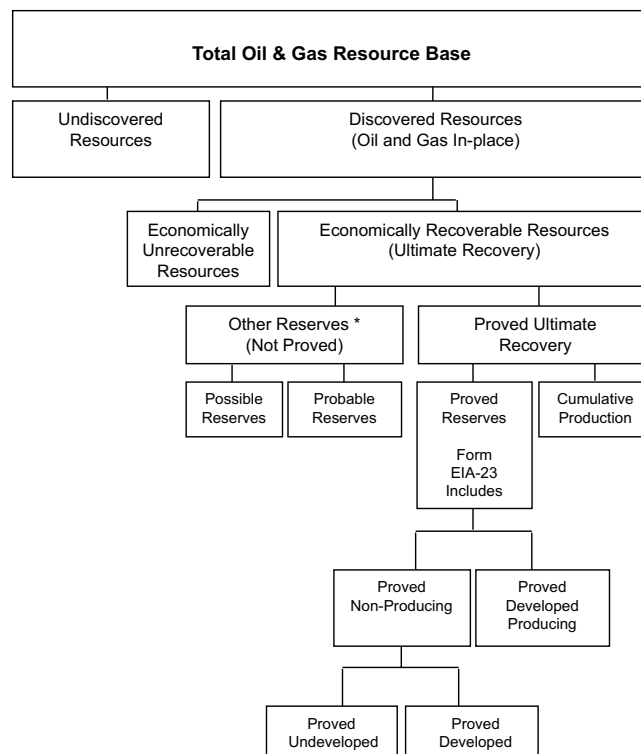 Total Oil & Gas Resource Base
Undiscovered
Resources
Discovered Resources
(Oil and Gas In-place)
Economically
Unrecoverable
Resources
Economically Recoverable Resources
(Ultimate Recovery)
Other Reserves *
(Not Proved)
Proved Ultimate
Recovery
Possible
Reserves
Probable
Reserves
Proved
Reserves
Form
EIA-23
Includes
Cumulative
Production
Proved
Non-Producing
Proved
Developed
Producing
Proved
Undeveloped
Proved
Developed